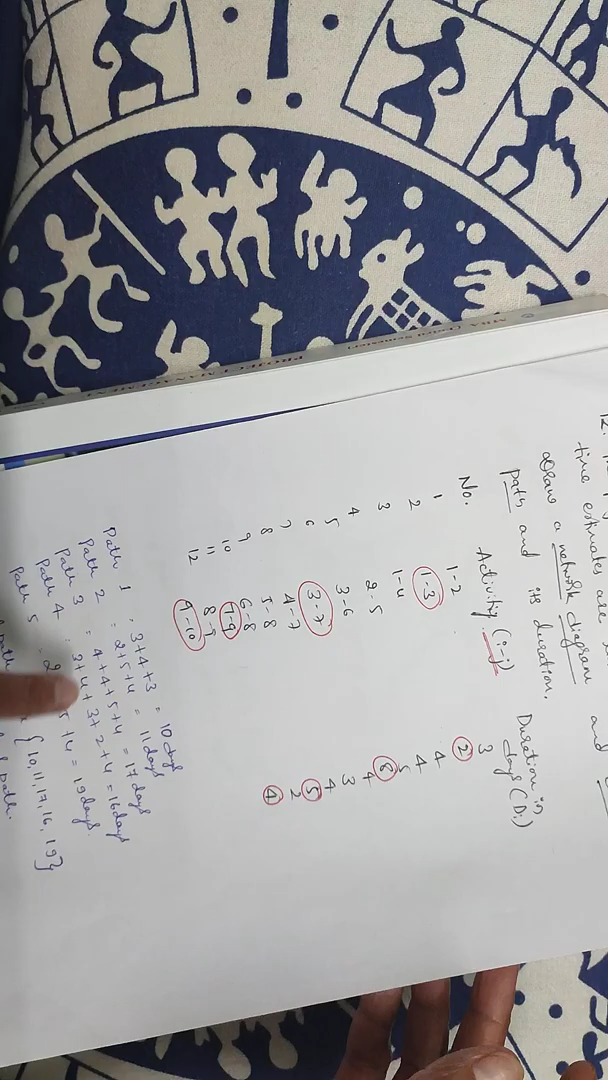 12.
time estimates are
draw a network diagram and
path and its duration.
No. Activity (i-j) Duration in days (Di)
1 1-2 3
2 1-3 2
3 1-4 4
4 2-5 4
5 3-6 5
6 3-7 8
7 4-7 4
8 5-8 3
9 6-8 4
10 7-9 5
11 8-9 2
12 9-10 4
Path 1 : 3+4+3 = 10 days
Path 2 = 2+5+4 = 11 days
Path 3 = 4+4+5+4 = 17 days
Path 4 : 3+4+3+2+4 = 16 days
Path 5 = 2 5+4 = 19 days.
{10, 11, 17, 16, 19}
path.
PROJECT MANAGEMENT